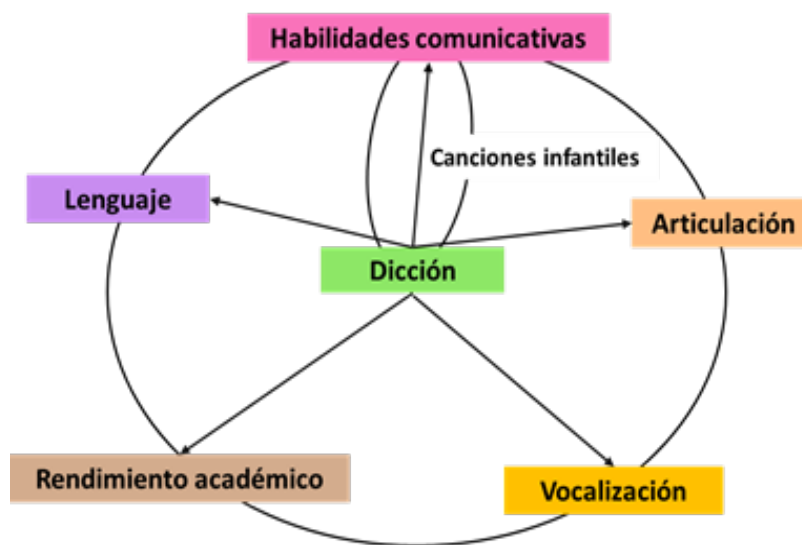 Habilidades comunicativas
Canciones infantiles
Lenguaje
Articulación
Dicción
Rendimiento académico
Vocalización